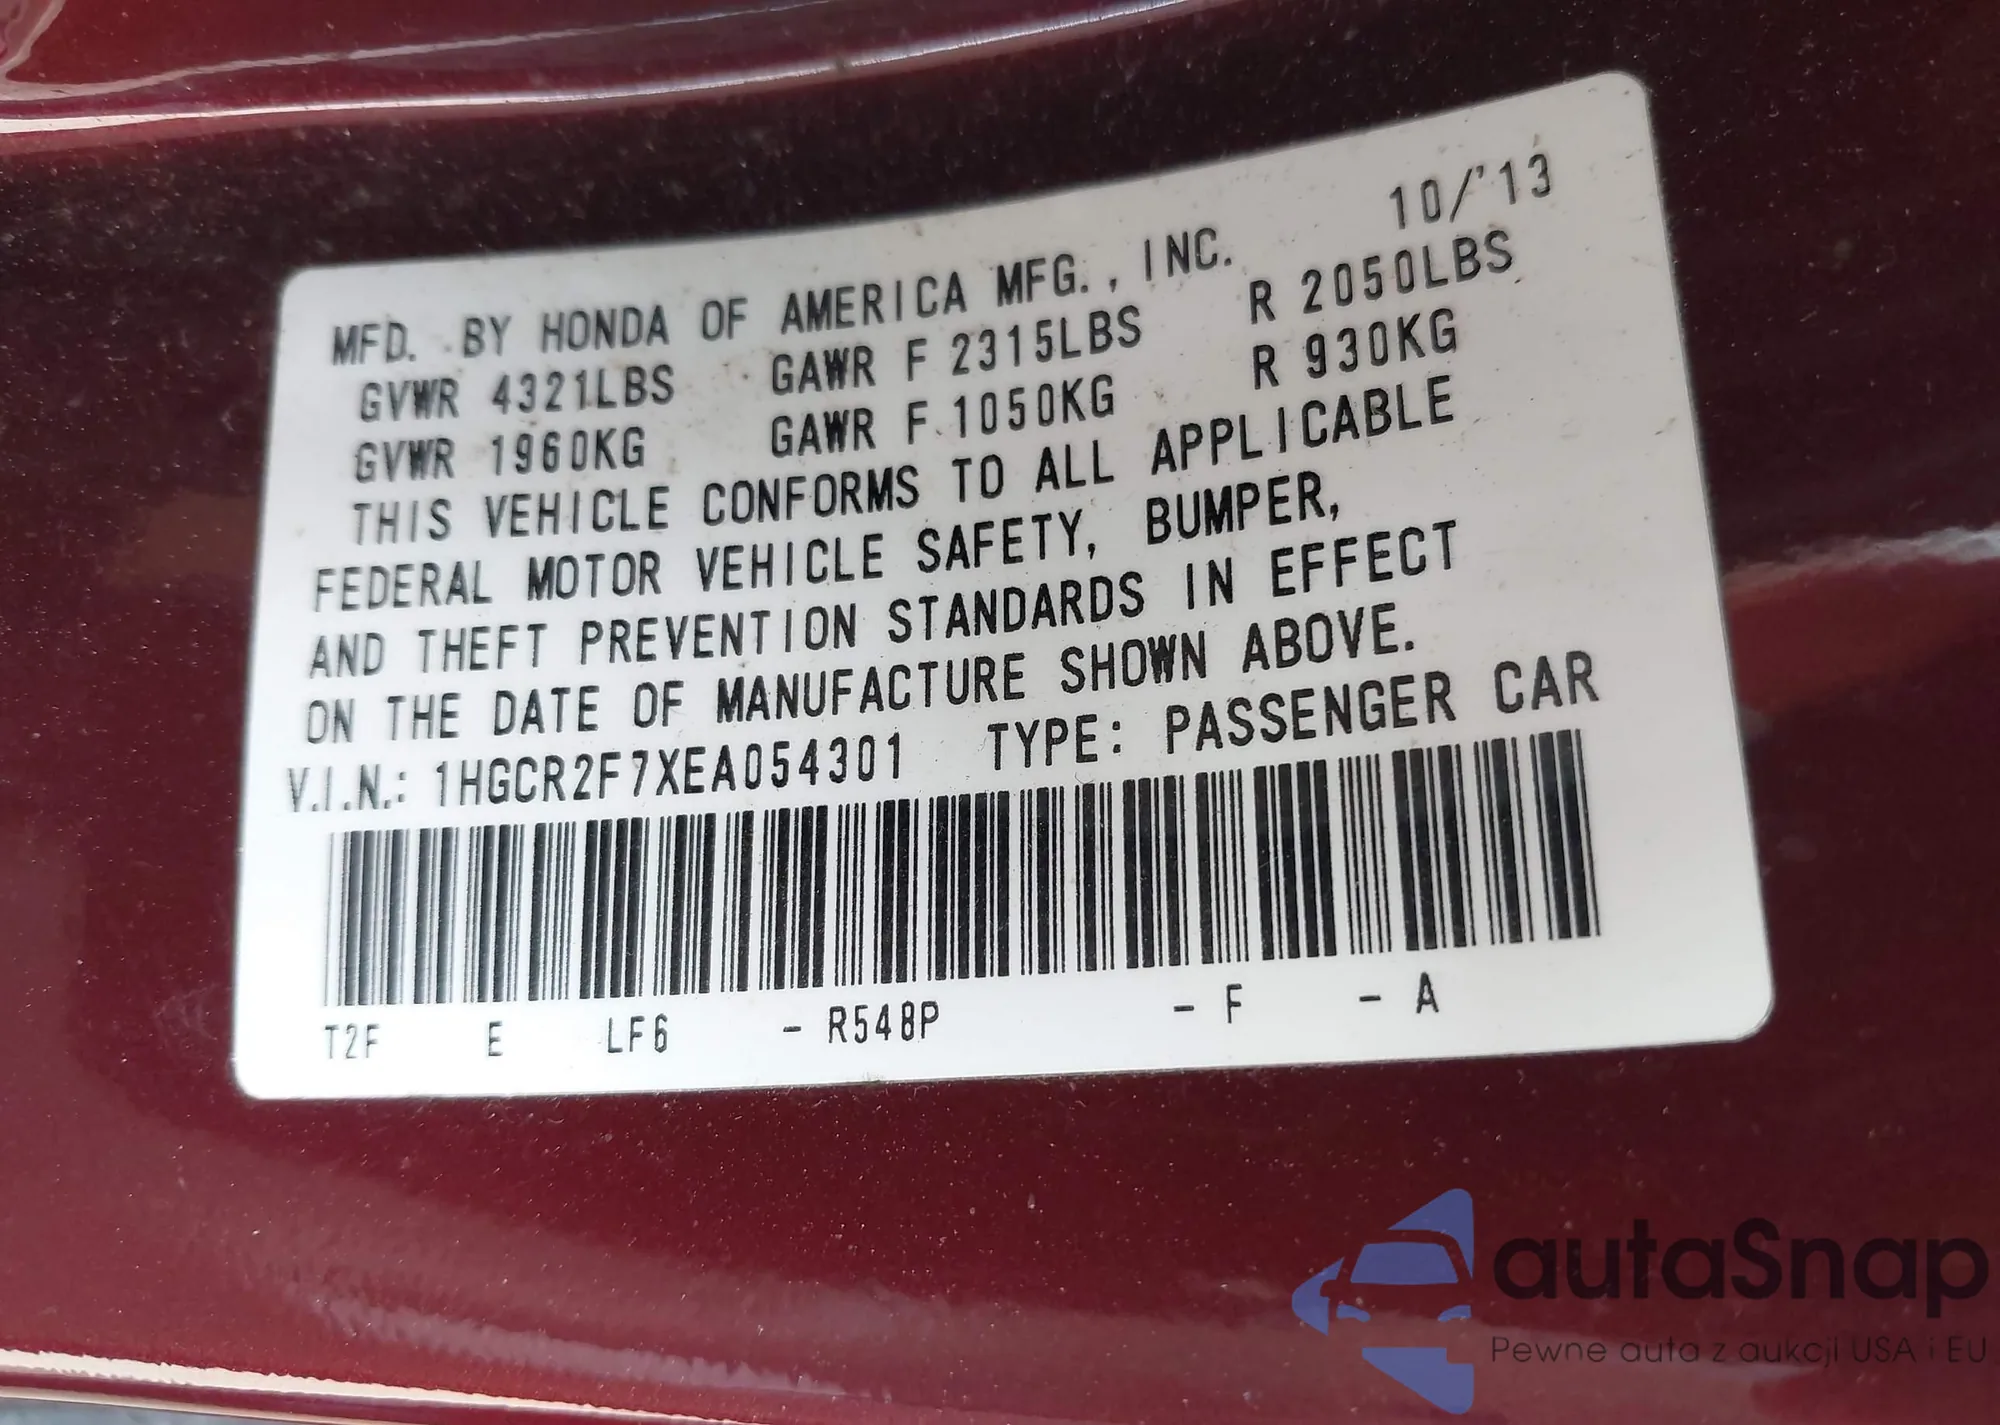 10/'13
MFD. BY HONDA OF AMERICA MFG., INC.
GVWR 4321LBS GAWR F 2315LBS R 2050LBS
GVWR 1960KG GAWR F 1050KG R 930KG
THIS VEHICLE CONFORMS TO ALL APPLICABLE
FEDERAL MOTOR VEHICLE SAFETY, BUMPER,
AND THEFT PREVENTION STANDARDS IN EFFECT
ON THE DATE OF MANUFACTURE SHOWN ABOVE.
V.I.N.: 1HGCR2F7XEA054301 TYPE: PASSENGER CAR
T2F E LF6 - R548P - F - A
autaSnap
Pewne auta z aukcji USA i EU